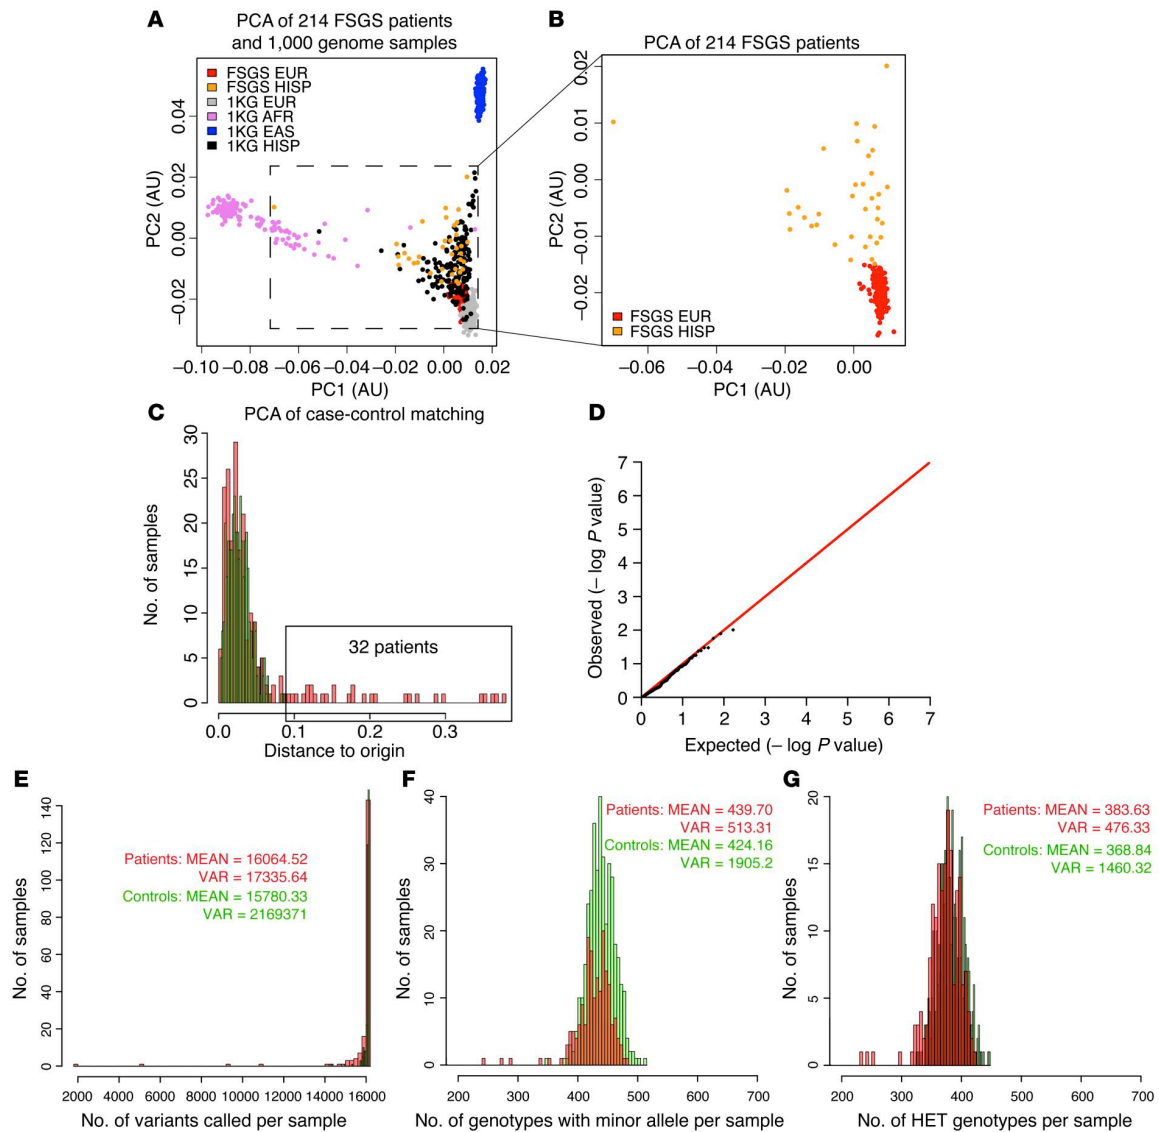 A
PCA of 214 FSGS patients
and 1,000 genome samples
FSGS EUR
FSGS HISP
1KG EUR
1KG AFR
1KG EAS
1KG HISP
0.04
0.02
0.00
−0.02
PC2 (AU)
−0.10 −0.08 −0.06 −0.04 −0.02 0.00 0.02
PC1 (AU)
B
PCA of 214 FSGS patients
0.02
0.01
0.00
−0.01
−0.02
PC2 (AU)
FSGS EUR
FSGS HISP
−0.06 −0.04 −0.02 0.00
PC1 (AU)
C
PCA of case-control matching
30
25
20
15
10
5
0
No. of samples
32 patients
0.0 0.1 0.2 0.3
Distance to origin
D
7
6
5
4
3
2
1
0
Observed (– log P value)
0 1 2 3 4 5 6 7
Expected (– log P value)
E
140
120
100
80
60
40
20
0
No. of samples
Patients: MEAN = 16064.52
VAR = 17335.64
Controls: MEAN = 15780.33
VAR = 2169371
2000 4000 6000 8000 10000 12000 14000 16000
No. of variants called per sample
F
40
30
20
10
0
No. of samples
Patients: MEAN = 439.70
VAR = 513.31
Controls: MEAN = 424.16
VAR = 1905.2
200 300 400 500 600 700
No. of genotypes with minor allele per sample
G
20
15
10
5
0
No. of samples
Patients: MEAN = 383.63
VAR = 476.33
Controls: MEAN = 368.84
VAR = 1460.32
200 300 400 500 600 700
No. of HET genotypes per sample